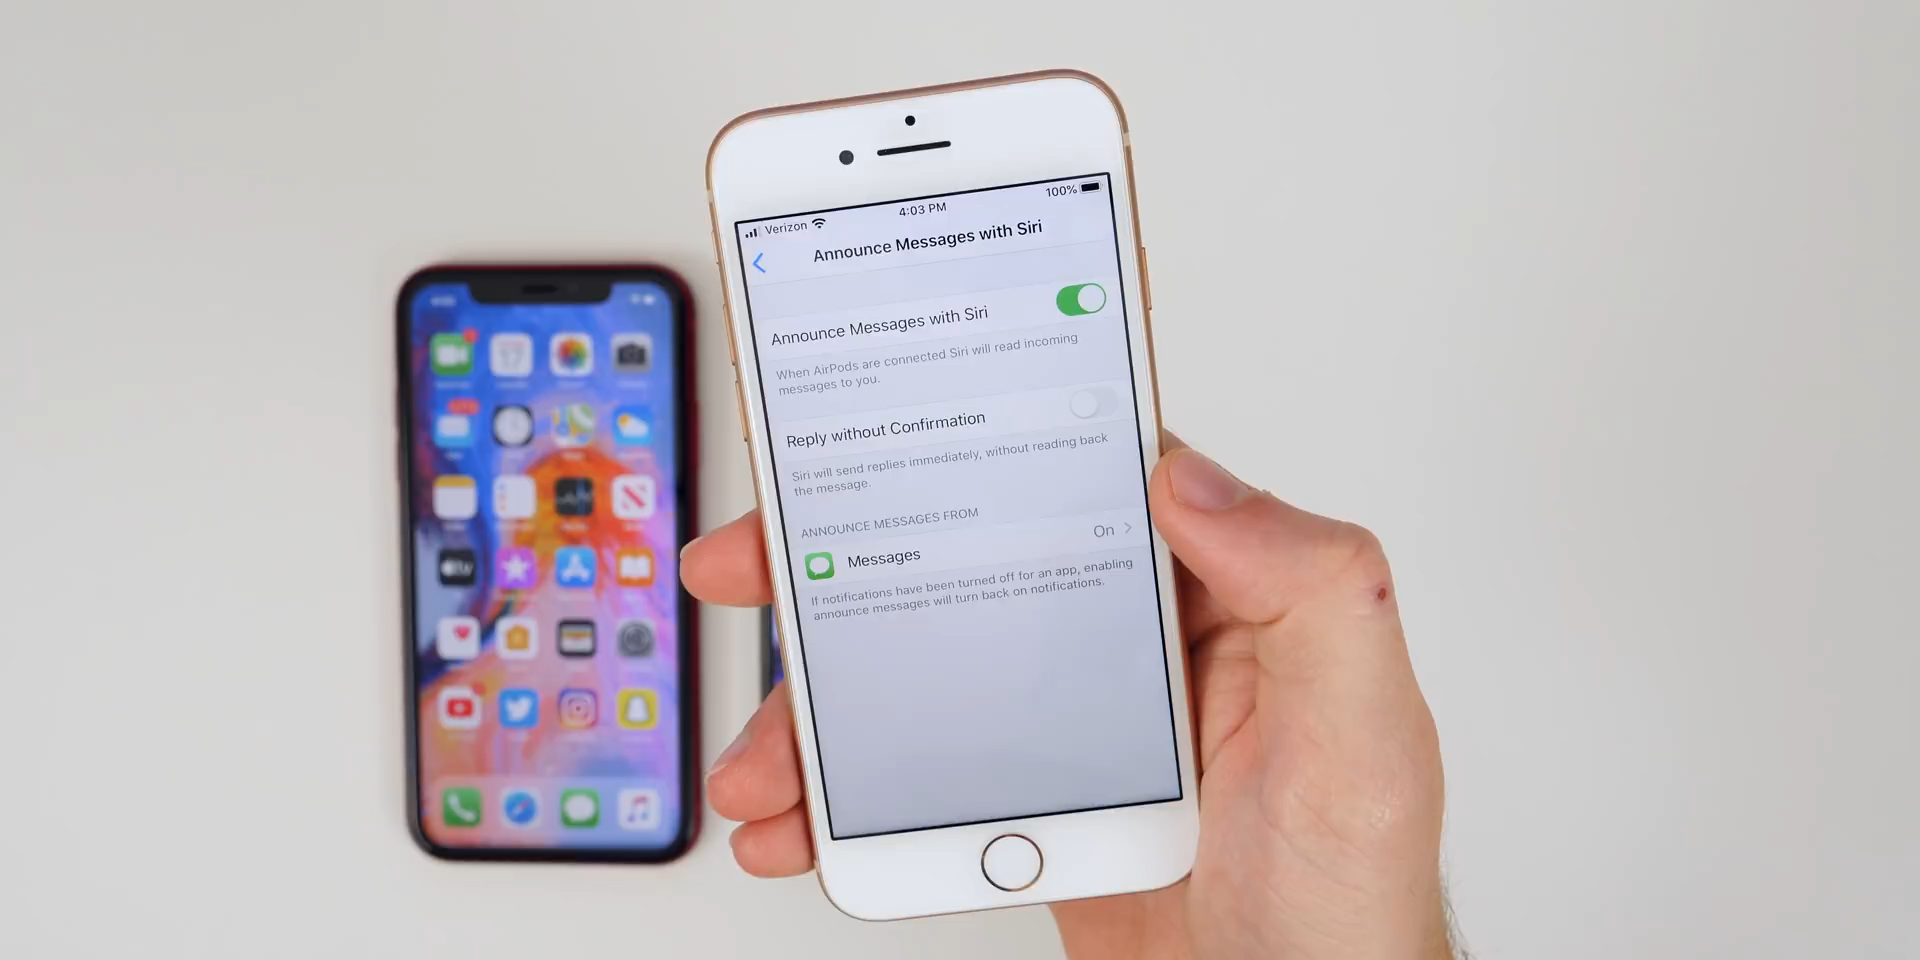 Verizon
4:03 PM
100%
Announce Messages with Siri
Announce Messages with Siri
When AirPods are connected Siri will read incoming
messages to you.
Reply without Confirmation
Siri will send replies immediately, without reading back
the message.
ANNOUNCE MESSAGES FROM
Messages On
If notifications have been turned off for an app, enabling
announce messages will turn back on notifications.